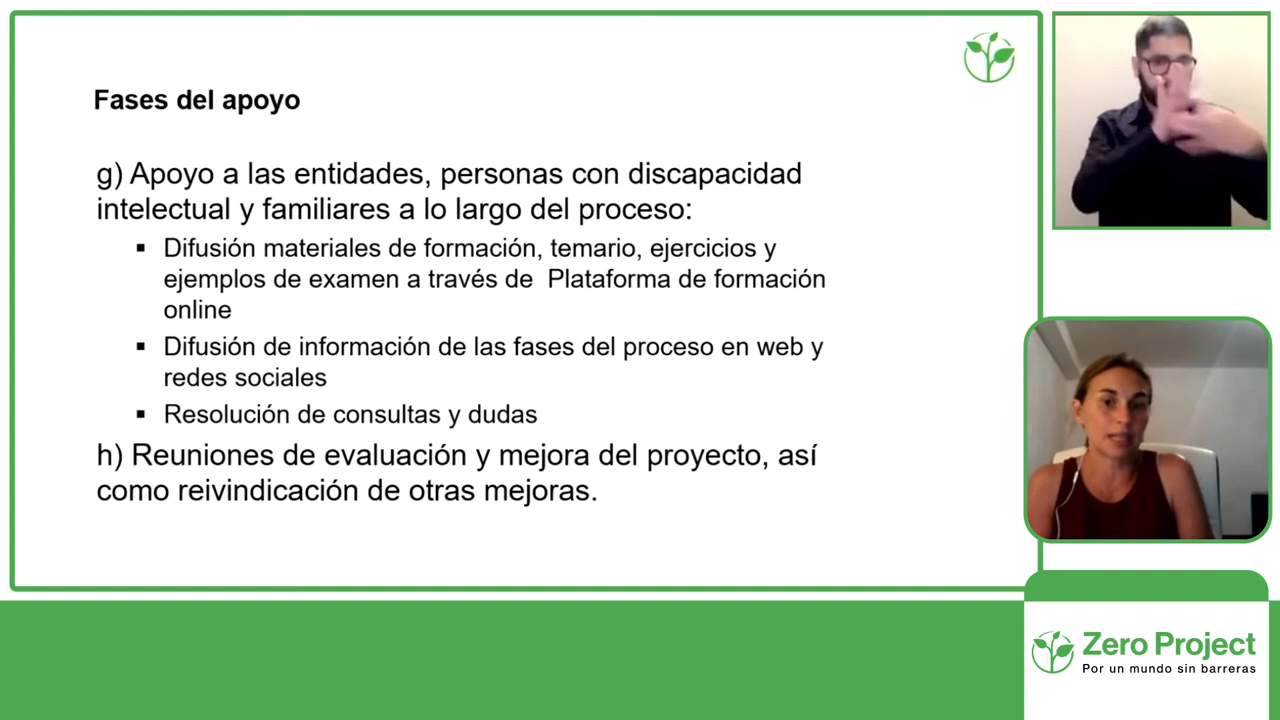 Fases del apoyo
g) Apoyo a las entidades, personas con discapacidad
intelectual y familiares a lo largo del proceso:
▪ Difusión materiales de formación, temario, ejercicios y
ejemplos de examen a través de  Plataforma de formación
online
▪ Difusión de información de las fases del proceso en web y
redes sociales
▪ Resolución de consultas y dudas
h) Reuniones de evaluación y mejora del proyecto, así
como reivindicación de otras mejoras.
Zero Project
Por un mundo sin barreras